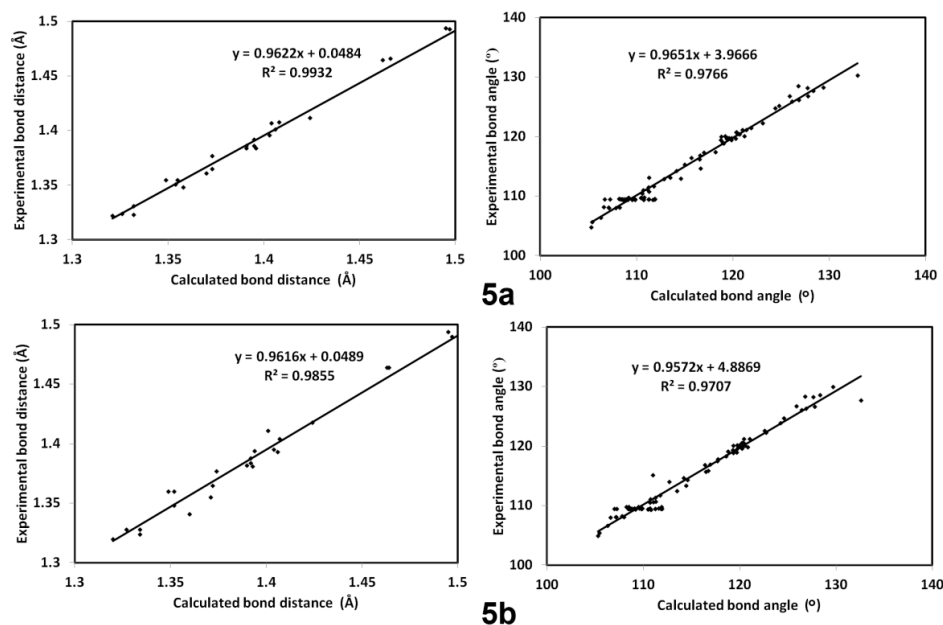 1.5
1.45
1.4
1.35
1.3
1.3
1.35
1.4
1.45
1.5
Experimental bond distance (Å)
Calculated bond distance (Å)
y = 0.9622x + 0.0484
R² = 0.9932
140
130
120
110
100
100
110
120
130
140
Experimental bond angle (°)
Calculated bond angle (º)
y = 0.9651x + 3.9666
R² = 0.9766
5a
1.5
1.45
1.4
1.35
1.3
1.3
1.35
1.4
1.45
1.5
Experimental bond distance (Å)
Calculated bond distance (Å)
y = 0.9616x + 0.0489
R² = 0.9855
140
130
120
110
100
100
110
120
130
140
Experimental bond angle (°)
Calculated bond angle (º)
y = 0.9572x + 4.8869
R² = 0.9707
5b